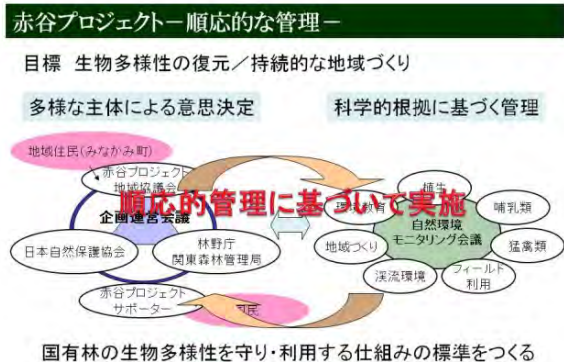 赤谷プロジェクト－順応的な管理－
目標 生物多様性の復元／持続的な地域づくり
多様な主体による意思決定
科学的根拠に基づく管理
地域住民(みなかみ町)
赤谷プロジェクト
地域協議会
企画運営会議
日本自然保護協会
林野庁
関東森林管理局
赤谷プロジェクト
サポーター
国民
順応的管理に基づいて実施
植生
環境教育
哺乳類
自然環境
モニタリング会議
地域づくり
猛禽類
渓流環境
フィールド
利用
国有林の生物多様性を守り・利用する仕組みの標準をつくる